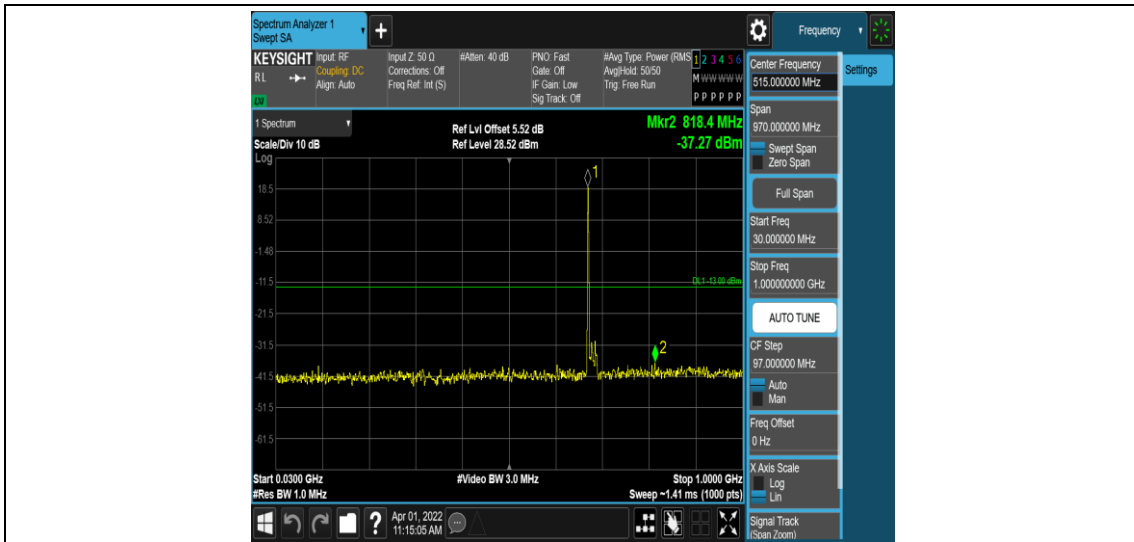 Spectrum Analyzer 1
Swept SA
Frequency
KEYSIGHT
RL
LXI
Input: RF
Coupling: DC
Align: Auto
Input Z: 50 Ω
Corrections: Off
Freq Ref: Int (S)
#Atten: 40 dB
PNO: Fast
Gate: Off
IF Gain: Low
Sig Track: Off
#Avg Type: Power (RMS
Avg|Hold: 50/50
Trig: Free Run
1 2 3 4 5 6
M W W W W W
P P P P P P
1 Spectrum
Scale/Div 10 dB
Ref Lvl Offset 5.52 dB
Ref Level 28.52 dBm
Mkr2 818.4 MHz
-37.27 dBm
Log
18.5
8.52
-1.48
-11.5
-21.5
-31.5
-41.5
-51.5
-61.5
1
DL1 -13.00 dBm
2
Start 0.0300 GHz
#Res BW 1.0 MHz
#Video BW 3.0 MHz
Stop 1.0000 GHz
Sweep ~1.41 ms (1000 pts)
Center Frequency
515.000000 MHz
Settings
Span
970.000000 MHz
Swept Span
Zero Span
Full Span
Start Freq
30.000000 MHz
Stop Freq
1.000000000 GHz
AUTO TUNE
CF Step
97.000000 MHz
Auto
Man
Freq Offset
0 Hz
X Axis Scale
Log
Lin
Signal Track
(Span Zoom)
?
Apr 01, 2022
11:15:05 AM